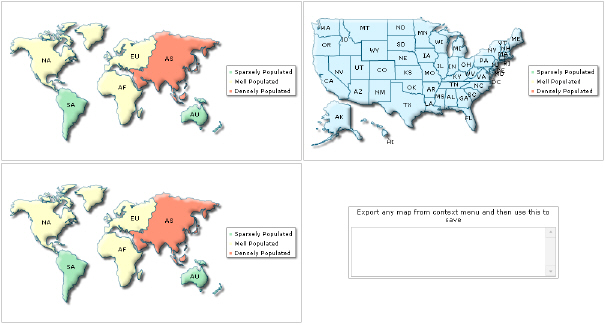 NA
EU
AS
AF
SA
AU
Sparsely Populated
Well Populated
Densely Populated
WA
MT
ND
MN
ME
OR
ID
SD
WI
MI
NY
VT
NH
MA
RI
WY
NE
IA
PA
NV
UT
CO
IL
IN
OH
CA
KS
MO
KY
WV
VA
DC
AZ
NM
OK
AR
TN
NC
SC
TX
LA
MS
AL
GA
FL
AK
HI
Sparsely Populated
Well Populated
Densely Populated
NA
EU
AS
AF
SA
AU
Sparsely Populated
Well Populated
Densely Populated
Export any map from context menu and then use this to
save